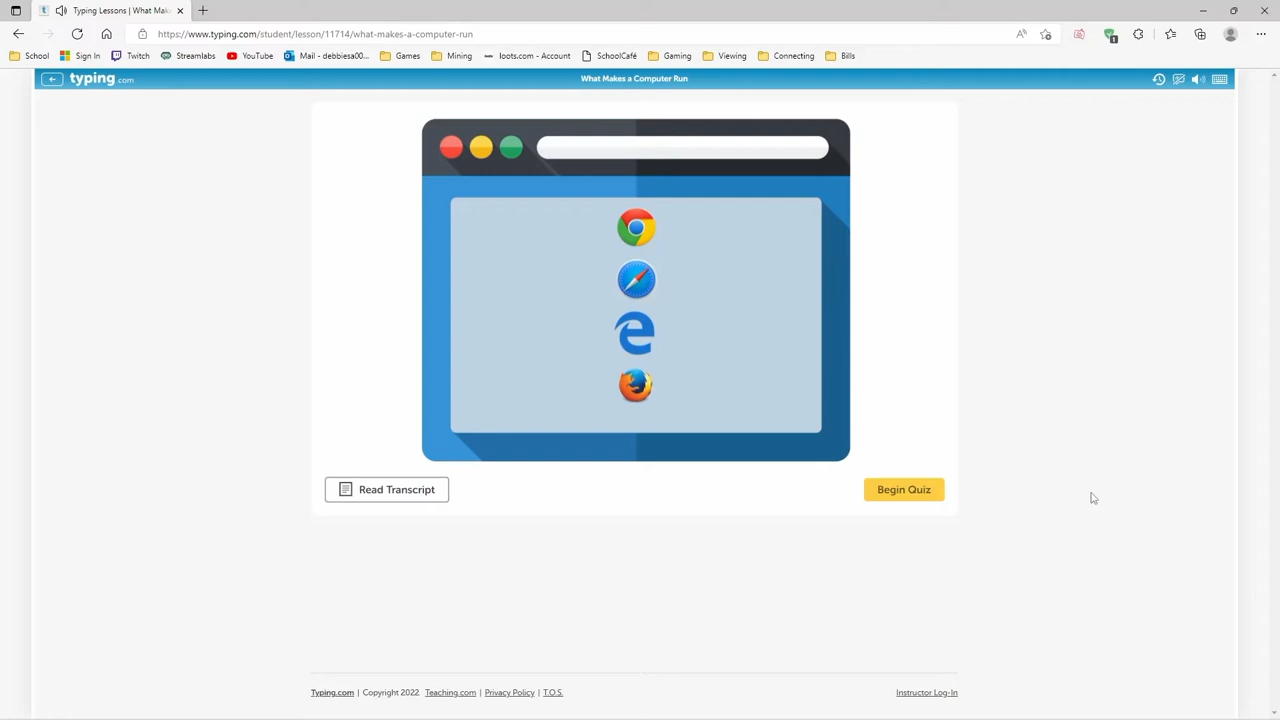 Typing Lessons | What Mak
https://www.typing.com/student/lesson/11714/what-makes-a-computer-run
School Sign In Twitch Streamlabs YouTube Mail - debbiesa00... Games Mining loots.com - Account SchoolCafé Gaming Viewing Connecting Bills
typing.com What Makes a Computer Run
Read Transcript Begin Quiz
Typing.com | Copyright 2022 Teaching.com | Privacy Policy | T.O.S. Instructor Log-In